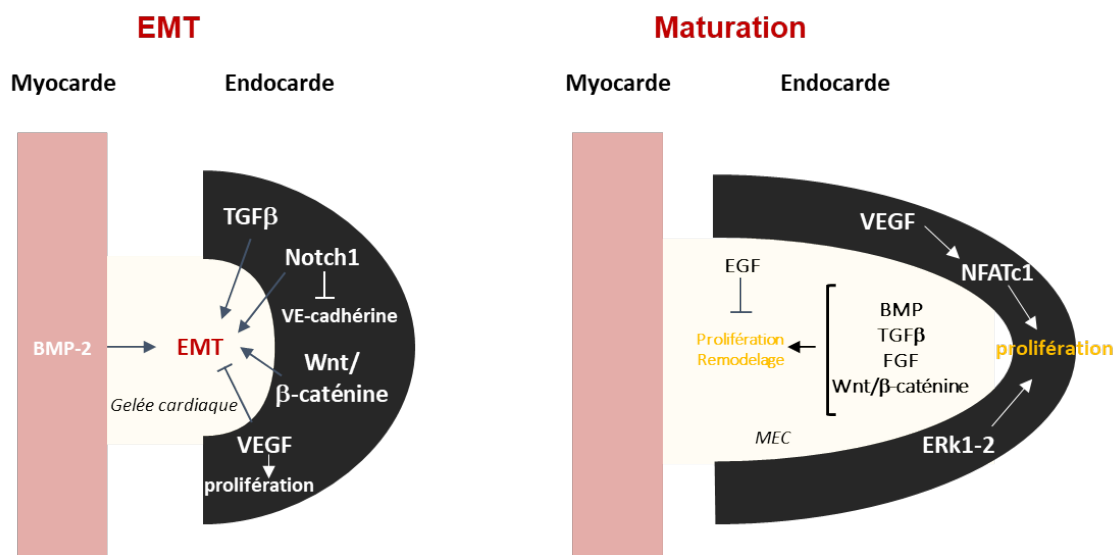 EMT
Myocarde
Endocarde
TGFβ
Notch1
VE-cadhérine
BMP-2
EMT
Wnt/
β-caténine
Gelée cardiaque
VEGF
prolifération
Maturation
Myocarde
Endocarde
VEGF
EGF
NFATc1
BMP
TGFβ
FGF
Wnt/β-caténine
Prolifération
Remodelage
prolifération
MEC
ERk1-2